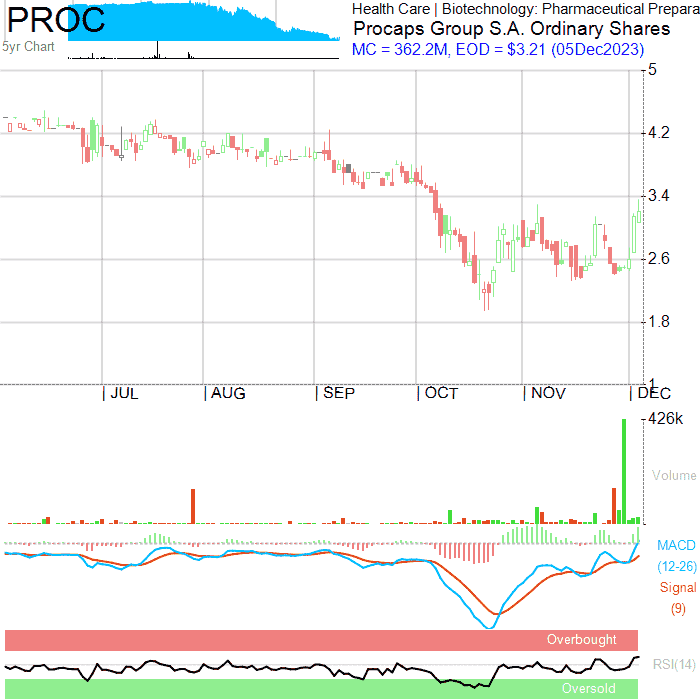 PROC
5yr Chart
Health Care | Biotechnology: Pharmaceutical Prepara
Procaps Group S.A. Ordinary Shares
MC = 362.2M, EOD = $3.21 (05Dec2023)
5
4.2
3.4
2.6
1.8
1
| JUL | AUG | SEP | OCT | NOV | DEC
426k
Volume
MACD
(12-26)
Signal
(9)
Overbought
RSI(14)
Oversold